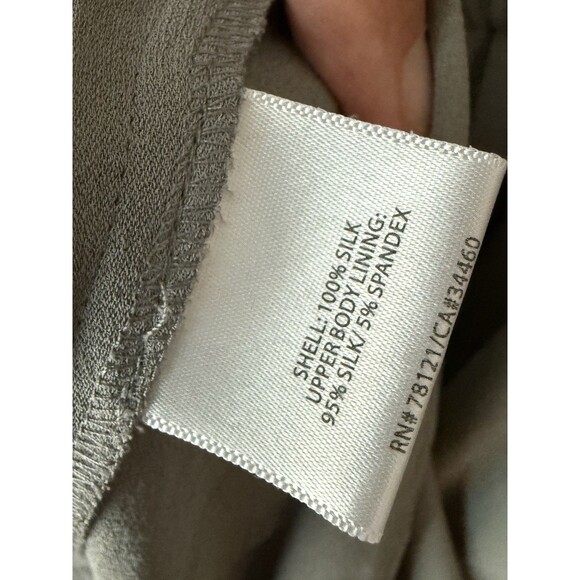 SHELL: 100% SILK
UPPER BODY LINING:
95% SILK/ 5% SPANDEX
RN# 78121/CA#34460